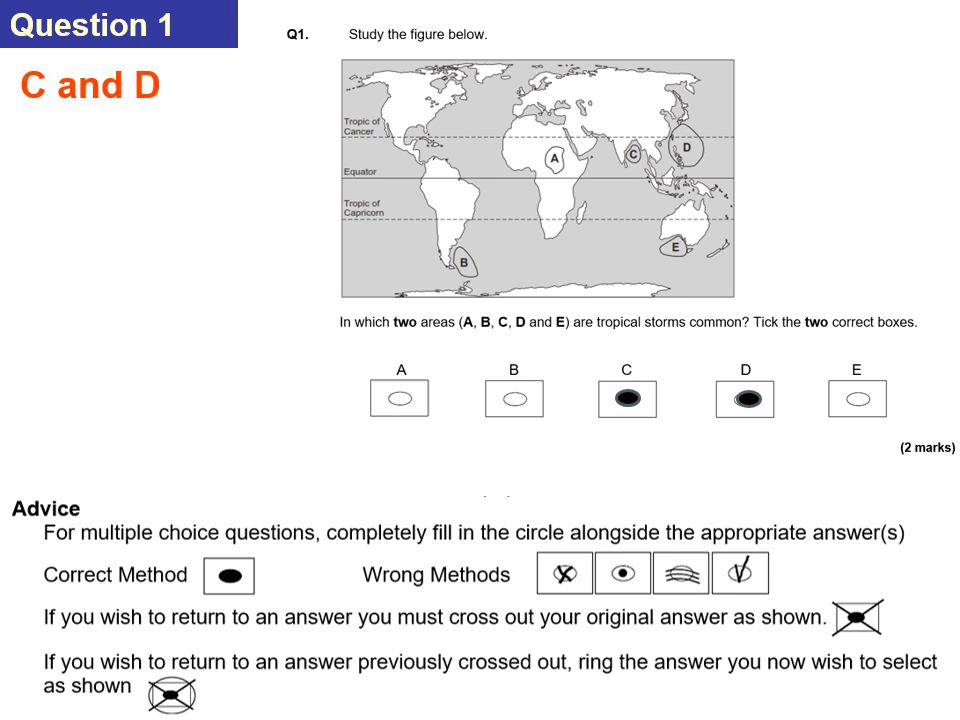 Question 1
C and D
Q1. Study the figure below.
Tropic of
Cancer
Equator
Tropic of
Capricorn
A
B
C
D
E
In which two areas (A, B, C, D and E) are tropical storms common? Tick the two correct boxes.
A B C D E
(2 marks)
Advice
For multiple choice questions, completely fill in the circle alongside the appropriate answer(s)
Correct Method Wrong Methods
If you wish to return to an answer you must cross out your original answer as shown.
If you wish to return to an answer previously crossed out, ring the answer you now wish to select
as shown